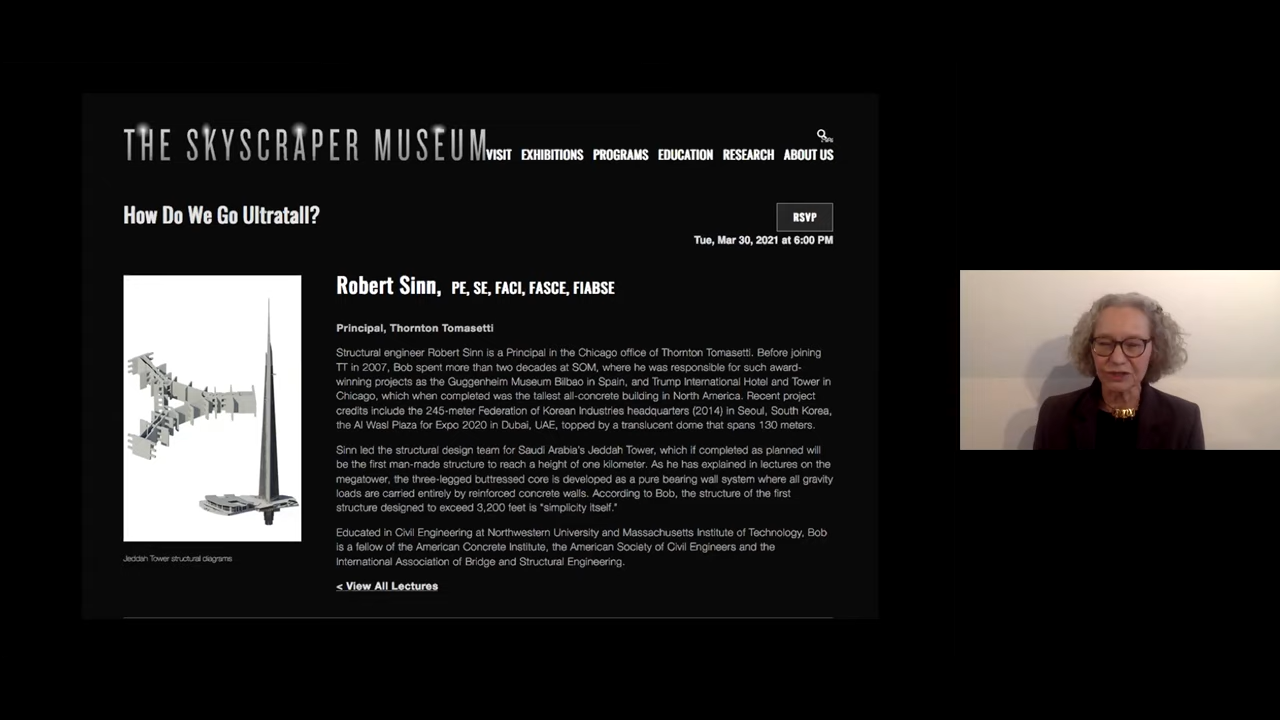 THE SKYSCRAPER MUSEUM
VISIT EXHIBITIONS PROGRAMS EDUCATION RESEARCH ABOUT US
How Do We Go Ultratall?
RSVP
Tue, Mar 30, 2021 at 6:00 PM
Robert Sinn, PE, SE, FACI, FASCE, FIABSE
Principal, Thornton Tomasetti
Structural engineer Robert Sinn is a Principal in the Chicago office of Thornton Tomasetti. Before joining
TT in 2007, Bob spent more than two decades at SOM, where he was responsible for such award-
winning projects as the Guggenheim Museum Bilbao in Spain, and Trump International Hotel and Tower in
Chicago, which when completed was the tallest all-concrete building in North America. Recent project
credits include the 245-meter Federation of Korean Industries headquarters (2014) in Seoul, South Korea,
the Al Wasl Plaza for Expo 2020 in Dubai, UAE, topped by a translucent dome that spans 130 meters.
Sinn led the structural design team for Saudi Arabia's Jeddah Tower, which if completed as planned will
be the first man-made structure to reach a height of one kilometer. As he has explained in lectures on the
megatower, the three-legged buttressed core is developed as a pure bearing wall system where all gravity
loads are carried entirely by reinforced concrete walls. According to Bob, the structure of the first
structure designed to exceed 3,200 feet is "simplicity itself."
Educated in Civil Engineering at Northwestern University and Massachusetts Institute of Technology, Bob
is a fellow of the American Concrete Institute, the American Society of Civil Engineers and the
International Association of Bridge and Structural Engineering.
Jeddah Tower structural diagrams
< View All Lectures